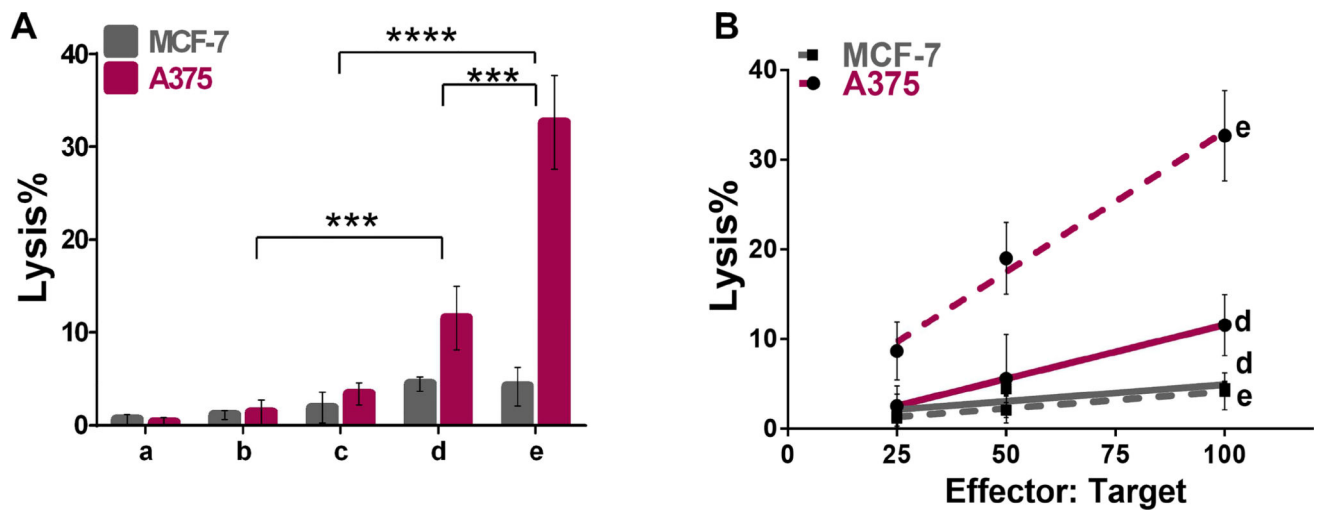 A
MCF-7
A375
****
***
***
Lysis%
40
30
20
10
0
a b c d e
B
MCF-7
A375
Lysis%
40
30
20
10
0
e
d
d
e
0 25 50 75 100
Effector: Target